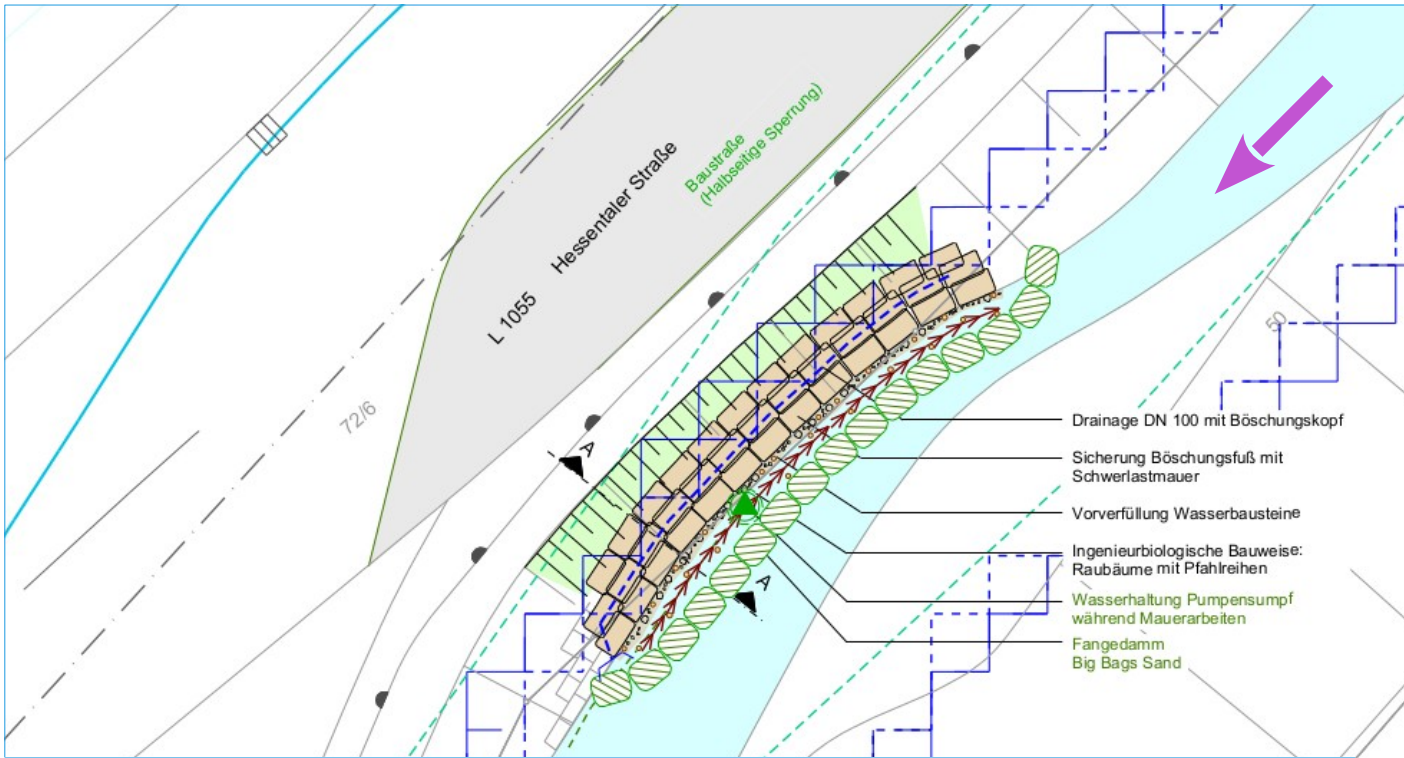 L 1055 Hessentaler Straße
Baustraße
(Halbseitige Sperrung)
72/6
50
A
A
Drainage DN 100 mit Böschungskopf
Sicherung Böschungsfuß mit
Schwerlastmauer
Vorverfüllung Wasserbausteine
Ingenieurbiologische Bauweise:
Raubäume mit Pfahlreihen
Wasserhaltung Pumpensumpf
während Mauerarbeiten
Fangedamm
Big Bags Sand